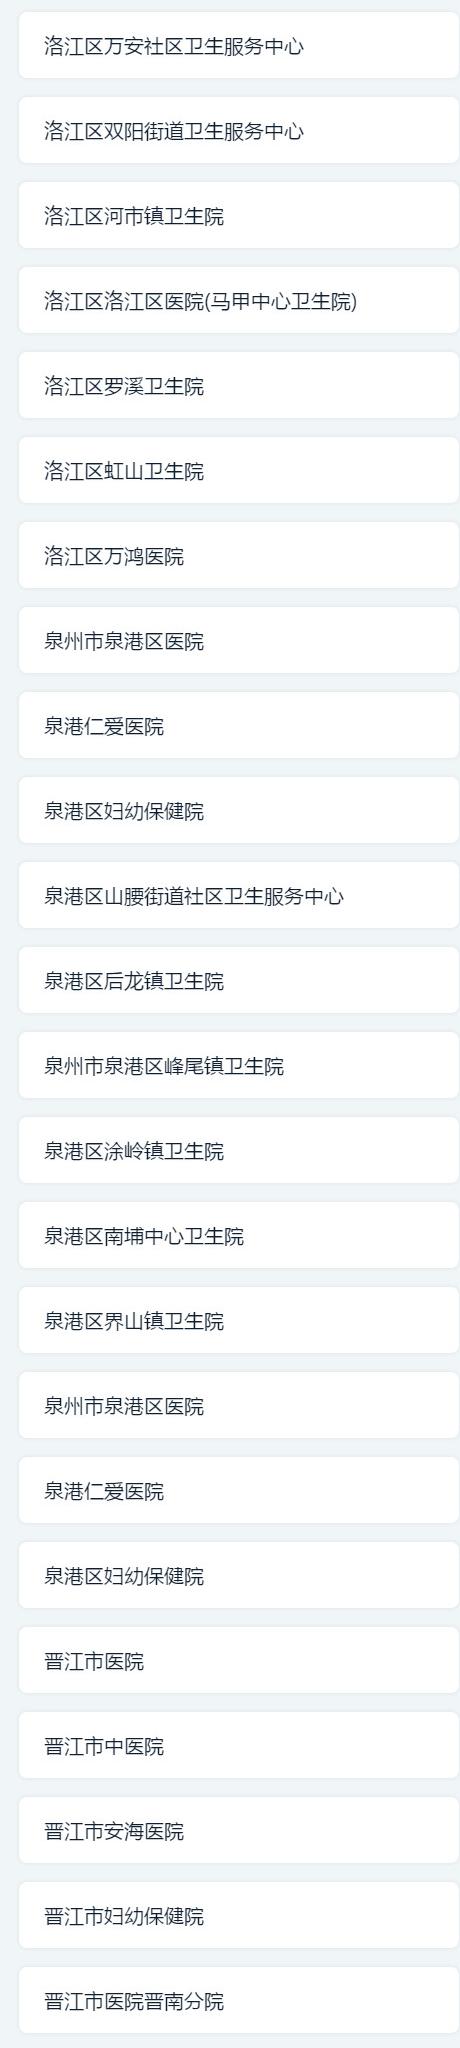 洛江区万安社区卫生服务中心
洛江区双阳街道卫生服务中心
洛江区河市镇卫生院
洛江区洛江区医院(马甲中心卫生院)
洛江区罗溪卫生院
洛江区虹山卫生院
洛江区万鸿医院
泉州市泉港区医院
泉港仁爱医院
泉港区妇幼保健院
泉港区山腰街道社区卫生服务中心
泉港区后龙镇卫生院
泉州市泉港区峰尾镇卫生院
泉港区涂岭镇卫生院
泉港区南埔中心卫生院
泉港区界山镇卫生院
泉州市泉港区医院
泉港仁爱医院
泉港区妇幼保健院
晋江市医院
晋江市中医院
晋江市安海医院
晋江市妇幼保健院
晋江市医院晋南分院